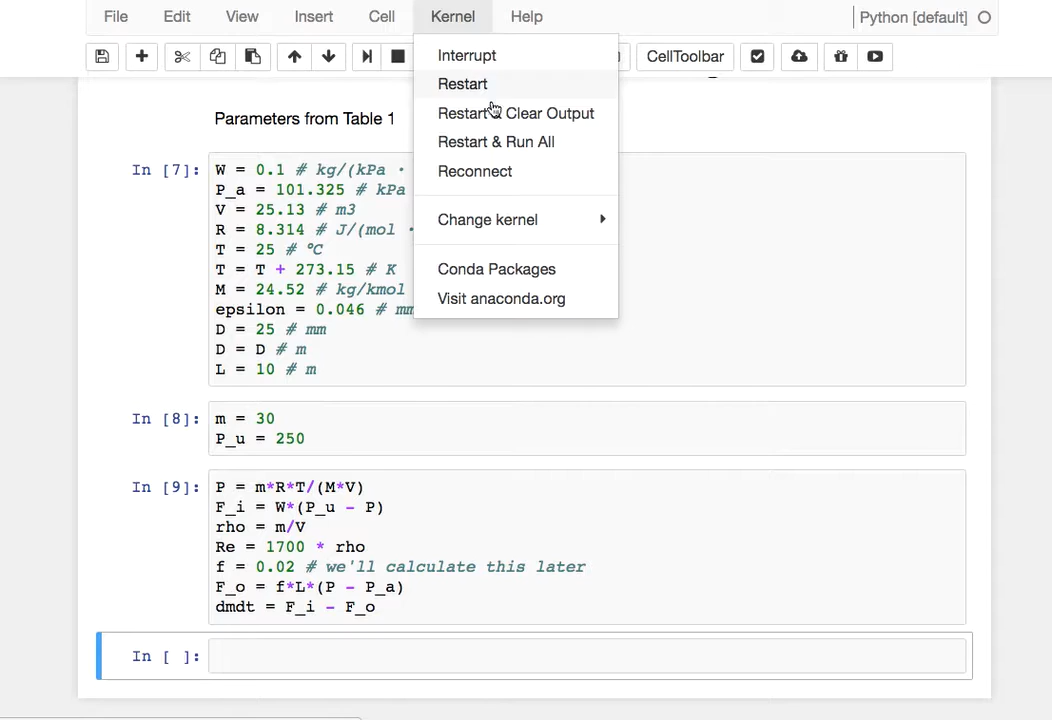 File Edit View Insert Cell Kernel Help Python [default]
CellToolbar
Interrupt
Restart
Restart & Clear Output
Restart & Run All
Reconnect
Change kernel
Conda Packages
Visit anaconda.org
Parameters from Table 1
In [7]:
W = 0.1 # kg/(kPa ·
P_a = 101.325 # kPa
V = 25.13 # m3
R = 8.314 # J/(mol ·
T = 25 # °C
T = T + 273.15 # K
M = 24.52 # kg/kmol
epsilon = 0.046 # mm
D = 25 # mm
D = D # m
L = 10 # m
In [8]:
m = 30
P_u = 250
In [9]:
P = m*R*T/(M*V)
F_i = W*(P_u - P)
rho = m/V
Re = 1700 * rho
f = 0.02 # we'll calculate this later
F_o = f*L*(P - P_a)
dmdt = F_i - F_o
In [ ]: